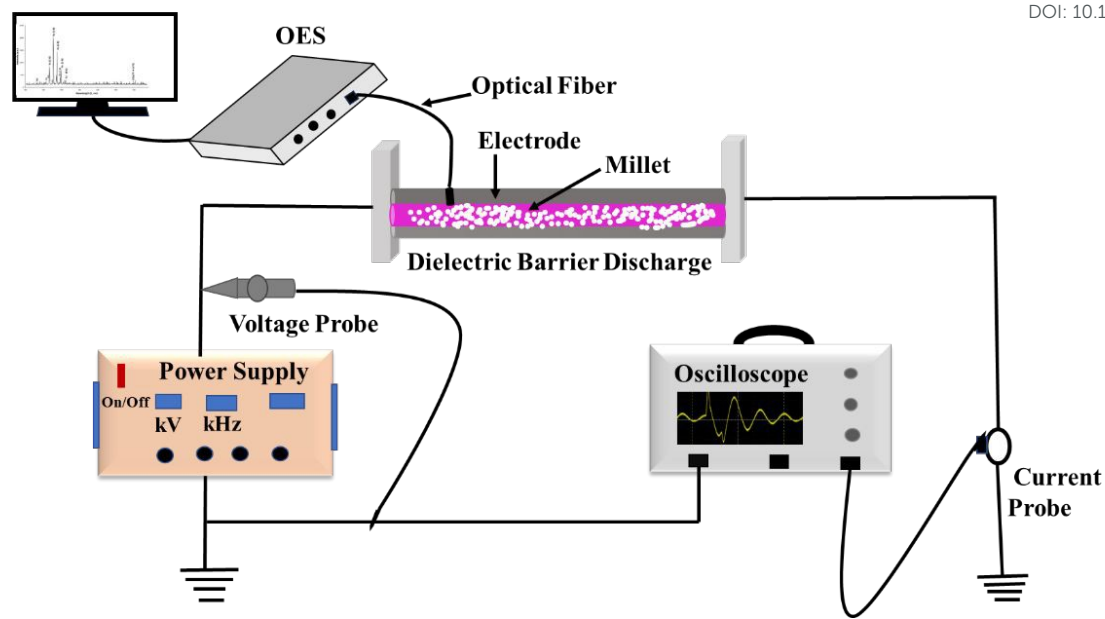 DOI: 10.1
OES
Optical Fiber
Electrode
Millet
Dielectric Barrier Discharge
Voltage Probe
Power Supply
On/Off
kV
kHz
Oscilloscope
Current
Probe